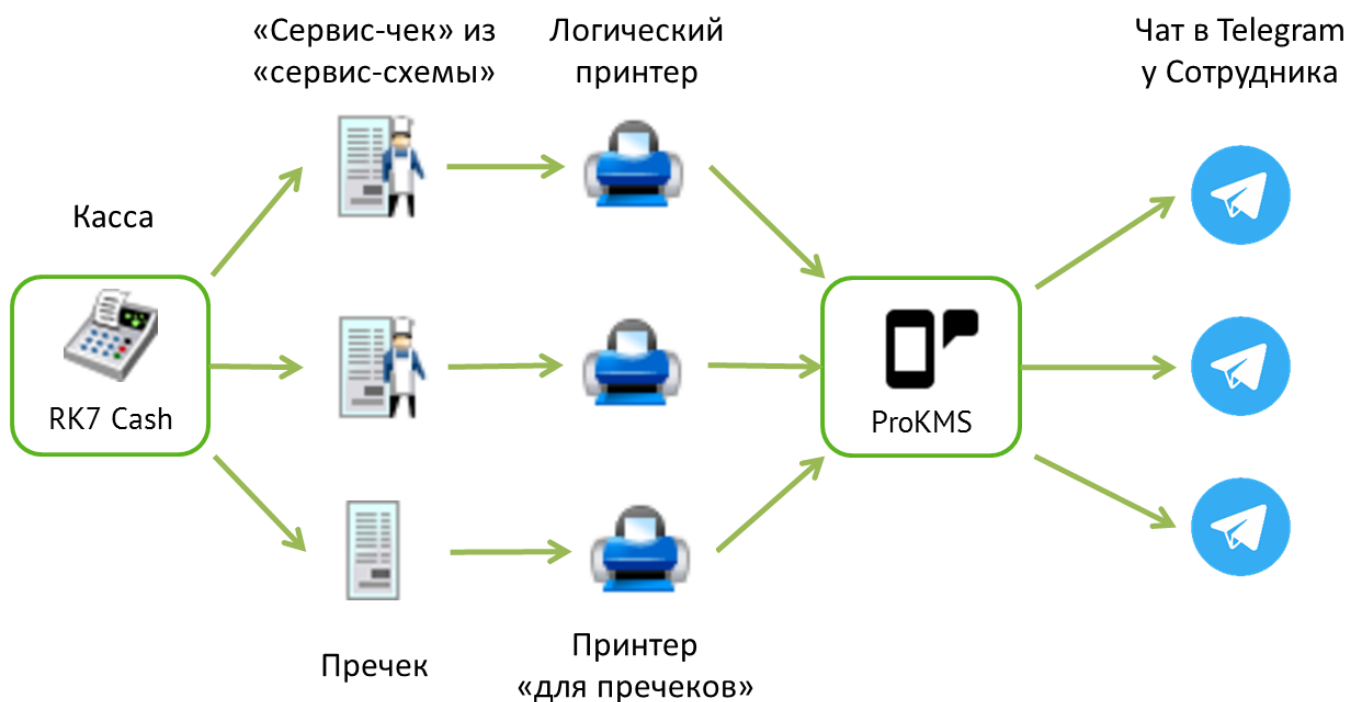 «Сервис-чек» из
«сервис-схемы»
Логический
принтер
Чат в Telegram
у Сотрудника
Касса
RK7 Cash
ProKMS
Пречек
Принтер
«для пречеков»